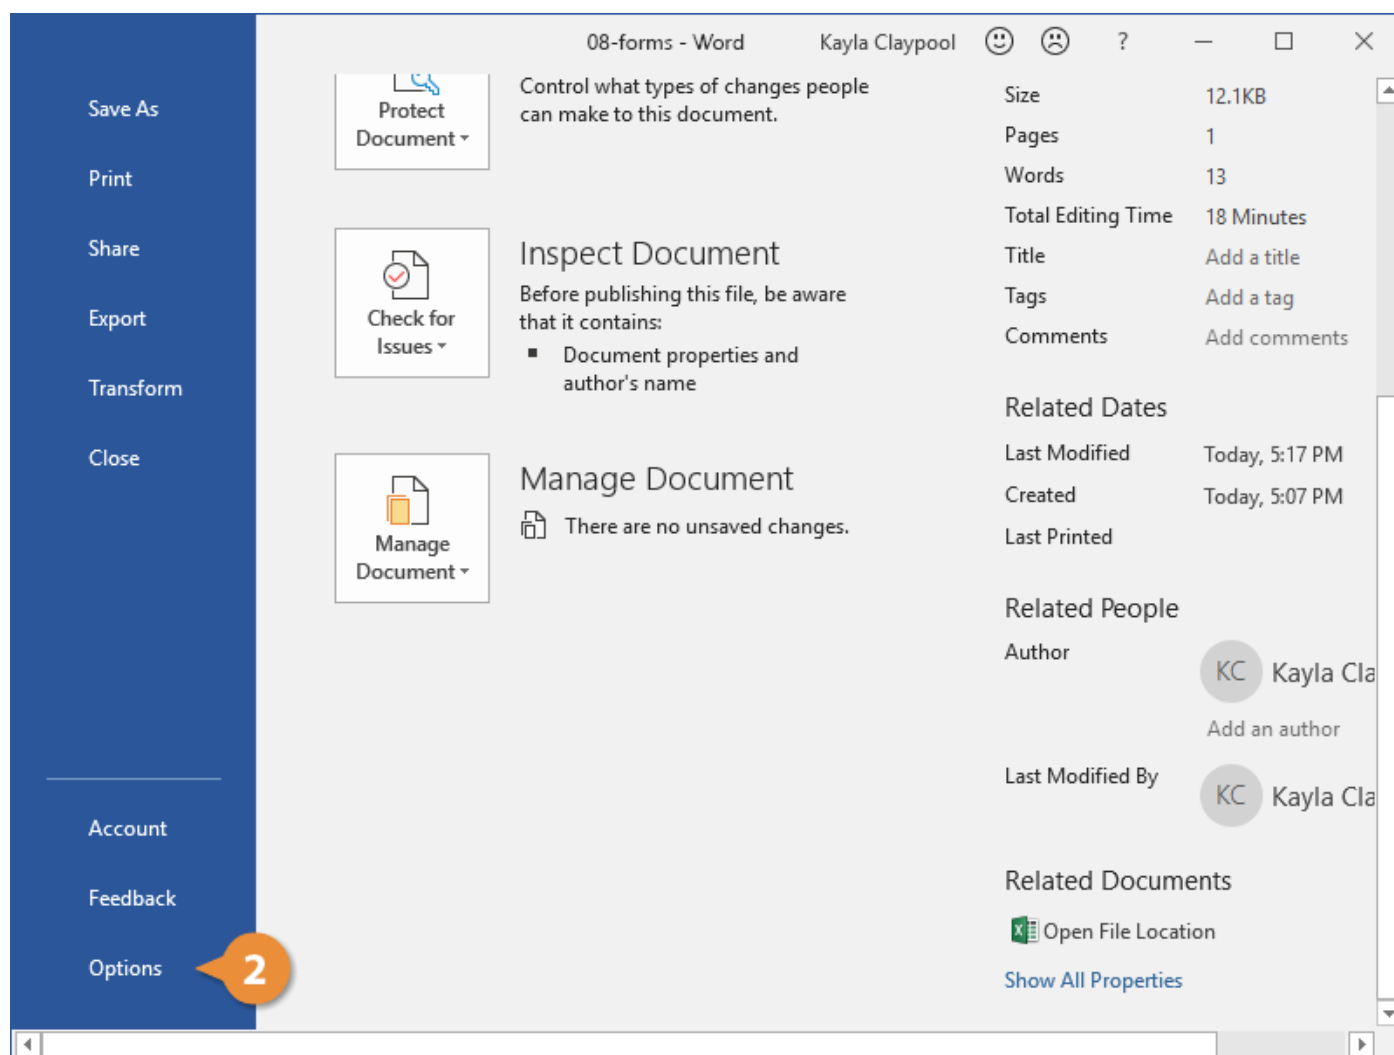 08-forms - Word
Kayla Claypool
?
Save As
Print
Share
Export
Transform
Close
Account
Feedback
Options
2
Protect
Document
Control what types of changes people
can make to this document.
Check for
Issues
Inspect Document
Before publishing this file, be aware
that it contains:
Document properties and
author's name
Manage
Document
Manage Document
There are no unsaved changes.
Size 12.1KB
Pages 1
Words 13
Total Editing Time 18 Minutes
Title Add a title
Tags Add a tag
Comments Add comments
Related Dates
Last Modified Today, 5:17 PM
Created Today, 5:07 PM
Last Printed
Related People
Author KC Kayla Cla
Add an author
Last Modified By KC Kayla Cla
Related Documents
Open File Location
Show All Properties